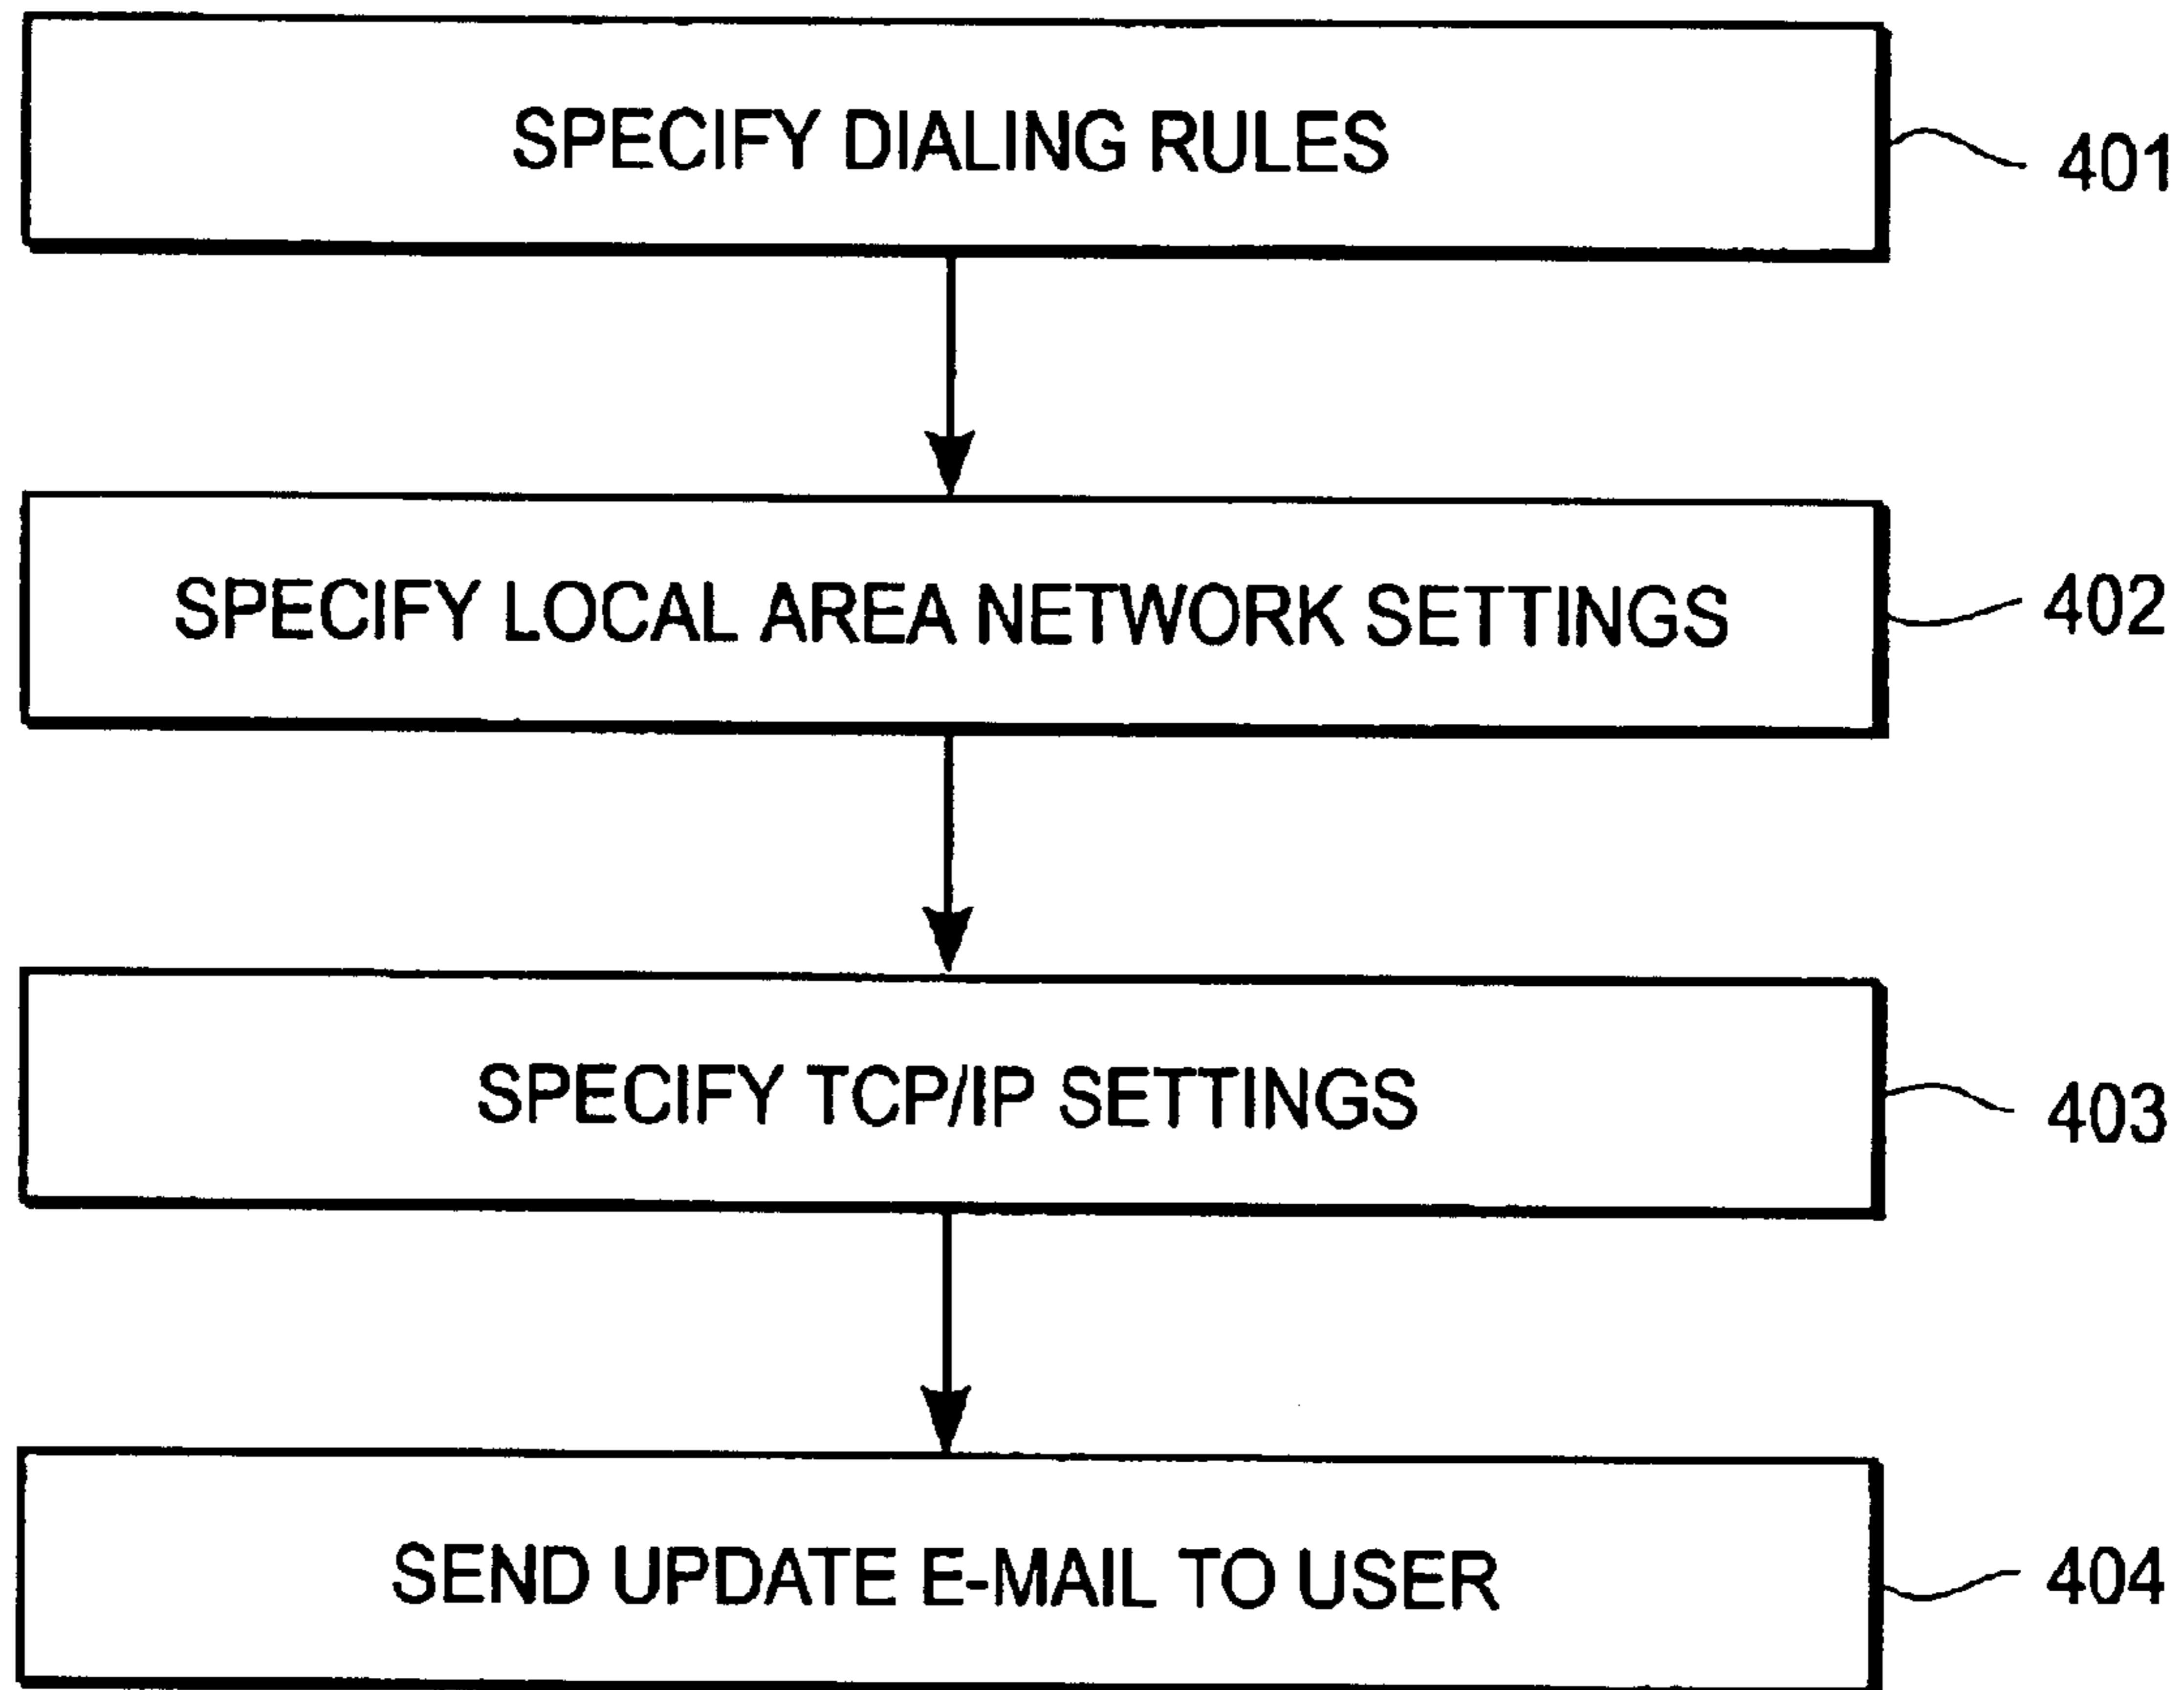 SPECIFY DIALING RULES
401
SPECIFY LOCAL AREA NETWORK SETTINGS
402
SPECIFY TCP/IP SETTINGS
403
SEND UPDATE E-MAIL TO USER
404